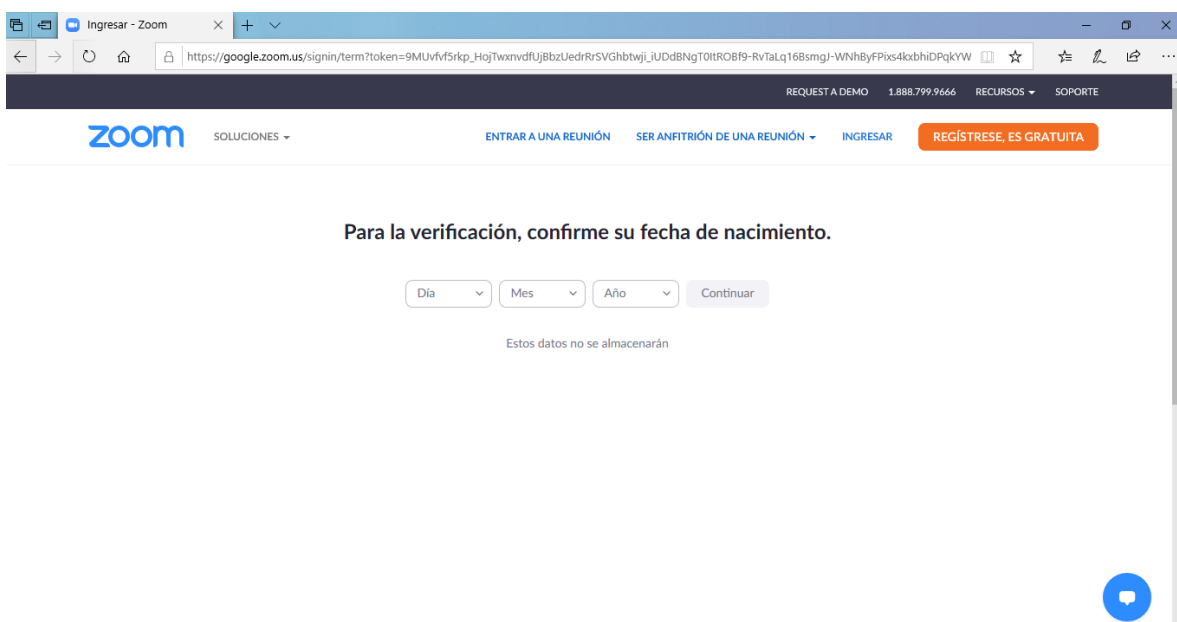 Ingresar - Zoom
https://google.zoom.us/signin/term?token=9MUvfvf5rkp_HojTwxnvdfUjBbzUedrRrSVGhbtwji_iUDdBNgT0ItROBf9-RvTaLq16BsmgJ-WNhByFPixs4kxbhiDPqkYW
REQUEST A DEMO 1.888.799.9666 RECURSOS SOPORTE
zoom SOLUCIONES ENTRAR A UNA REUNIÓN SER ANFITRIÓN DE UNA REUNIÓN INGRESAR REGÍSTRESE, ES GRATUITA
Para la verificación, confirme su fecha de nacimiento.
Día Mes Año Continuar
Estos datos no se almacenarán